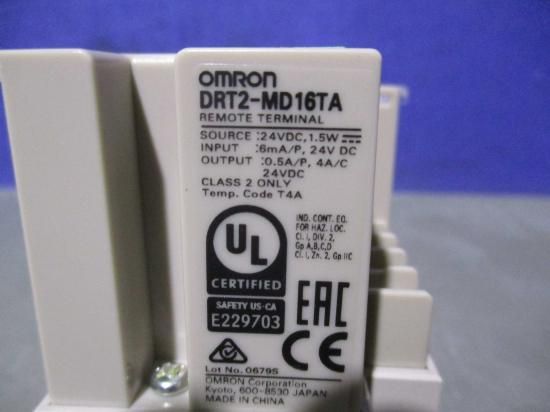 OMRON
DRT2-MD16TA
REMOTE TERMINAL
SOURCE :24VDC, 1.5W
INPUT :6mA/P, 24V DC
OUTPUT :0.5A/P, 4A/C
24VDC
CLASS 2 ONLY
Temp. Code T4A
IND. CONT. EQ.
FOR HAZ. LOC.
Cl. I, DIV. 2,
Gp A,B,C,D
Cl. I, Zn. 2, Gp IIC
UL
CERTIFIED
SAFETY US-CA
E229703
EAC
CE
Lot No. 0679S
OMRON Corporation
Kyoto, 600-8530 JAPAN
MADE IN CHINA